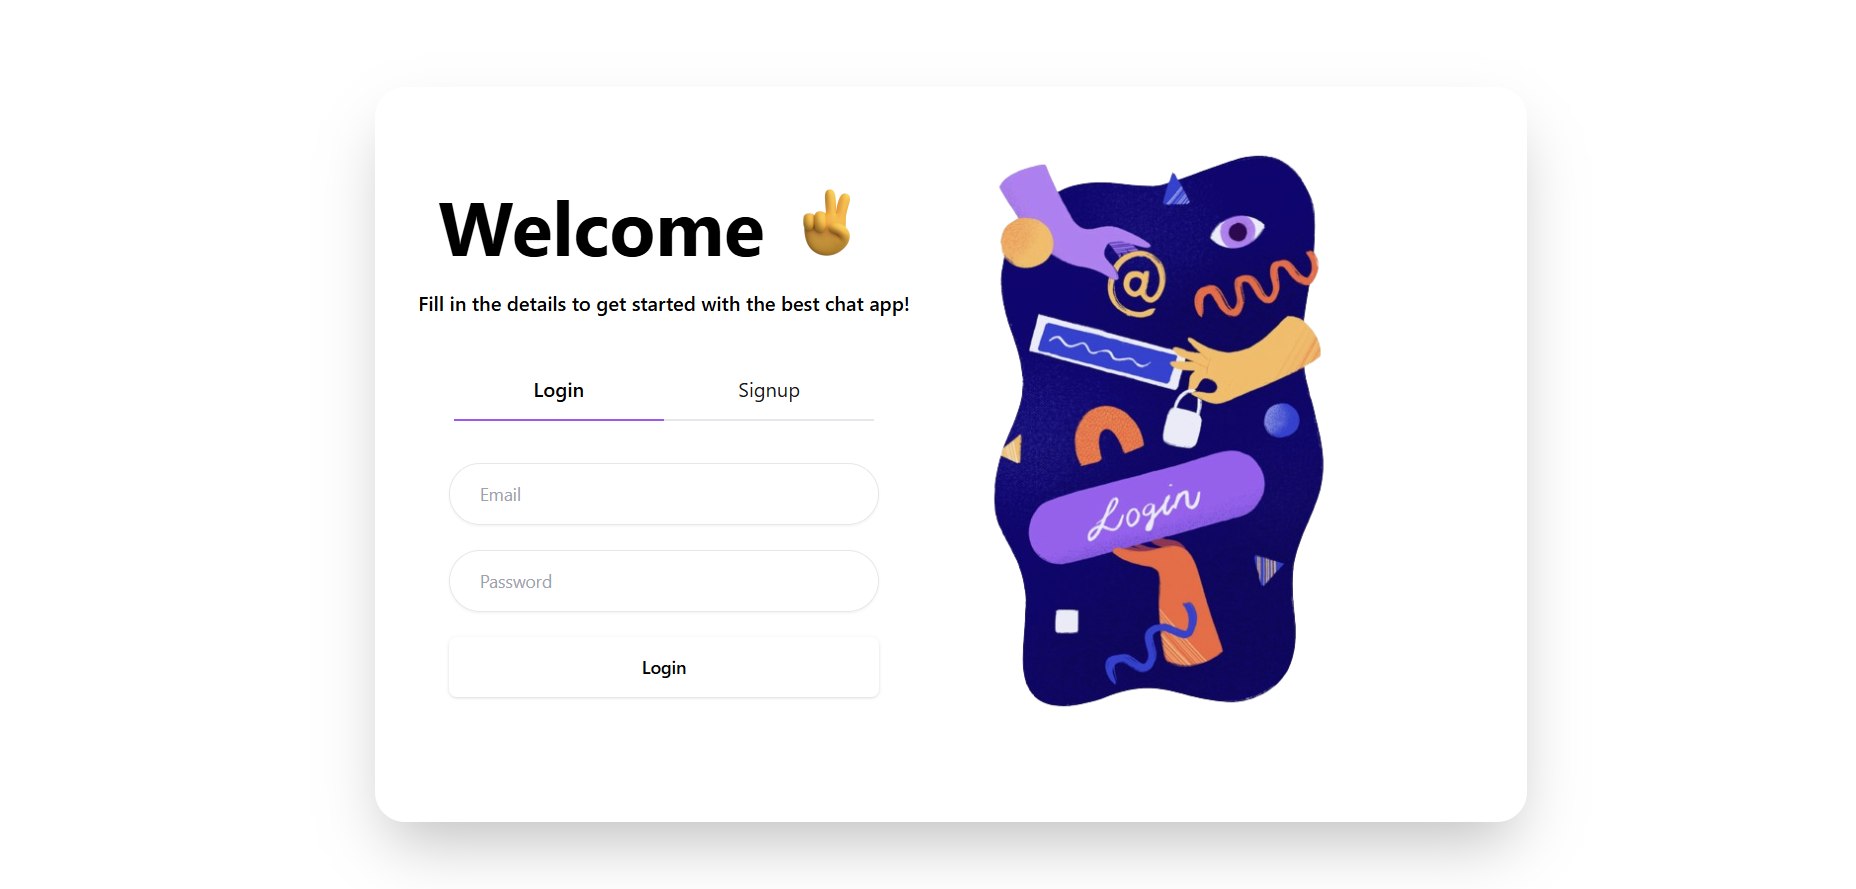 Welcome ✌
Fill in the details to get started with the best chat app!
Login
Signup
Email
Password
Login
@
Login